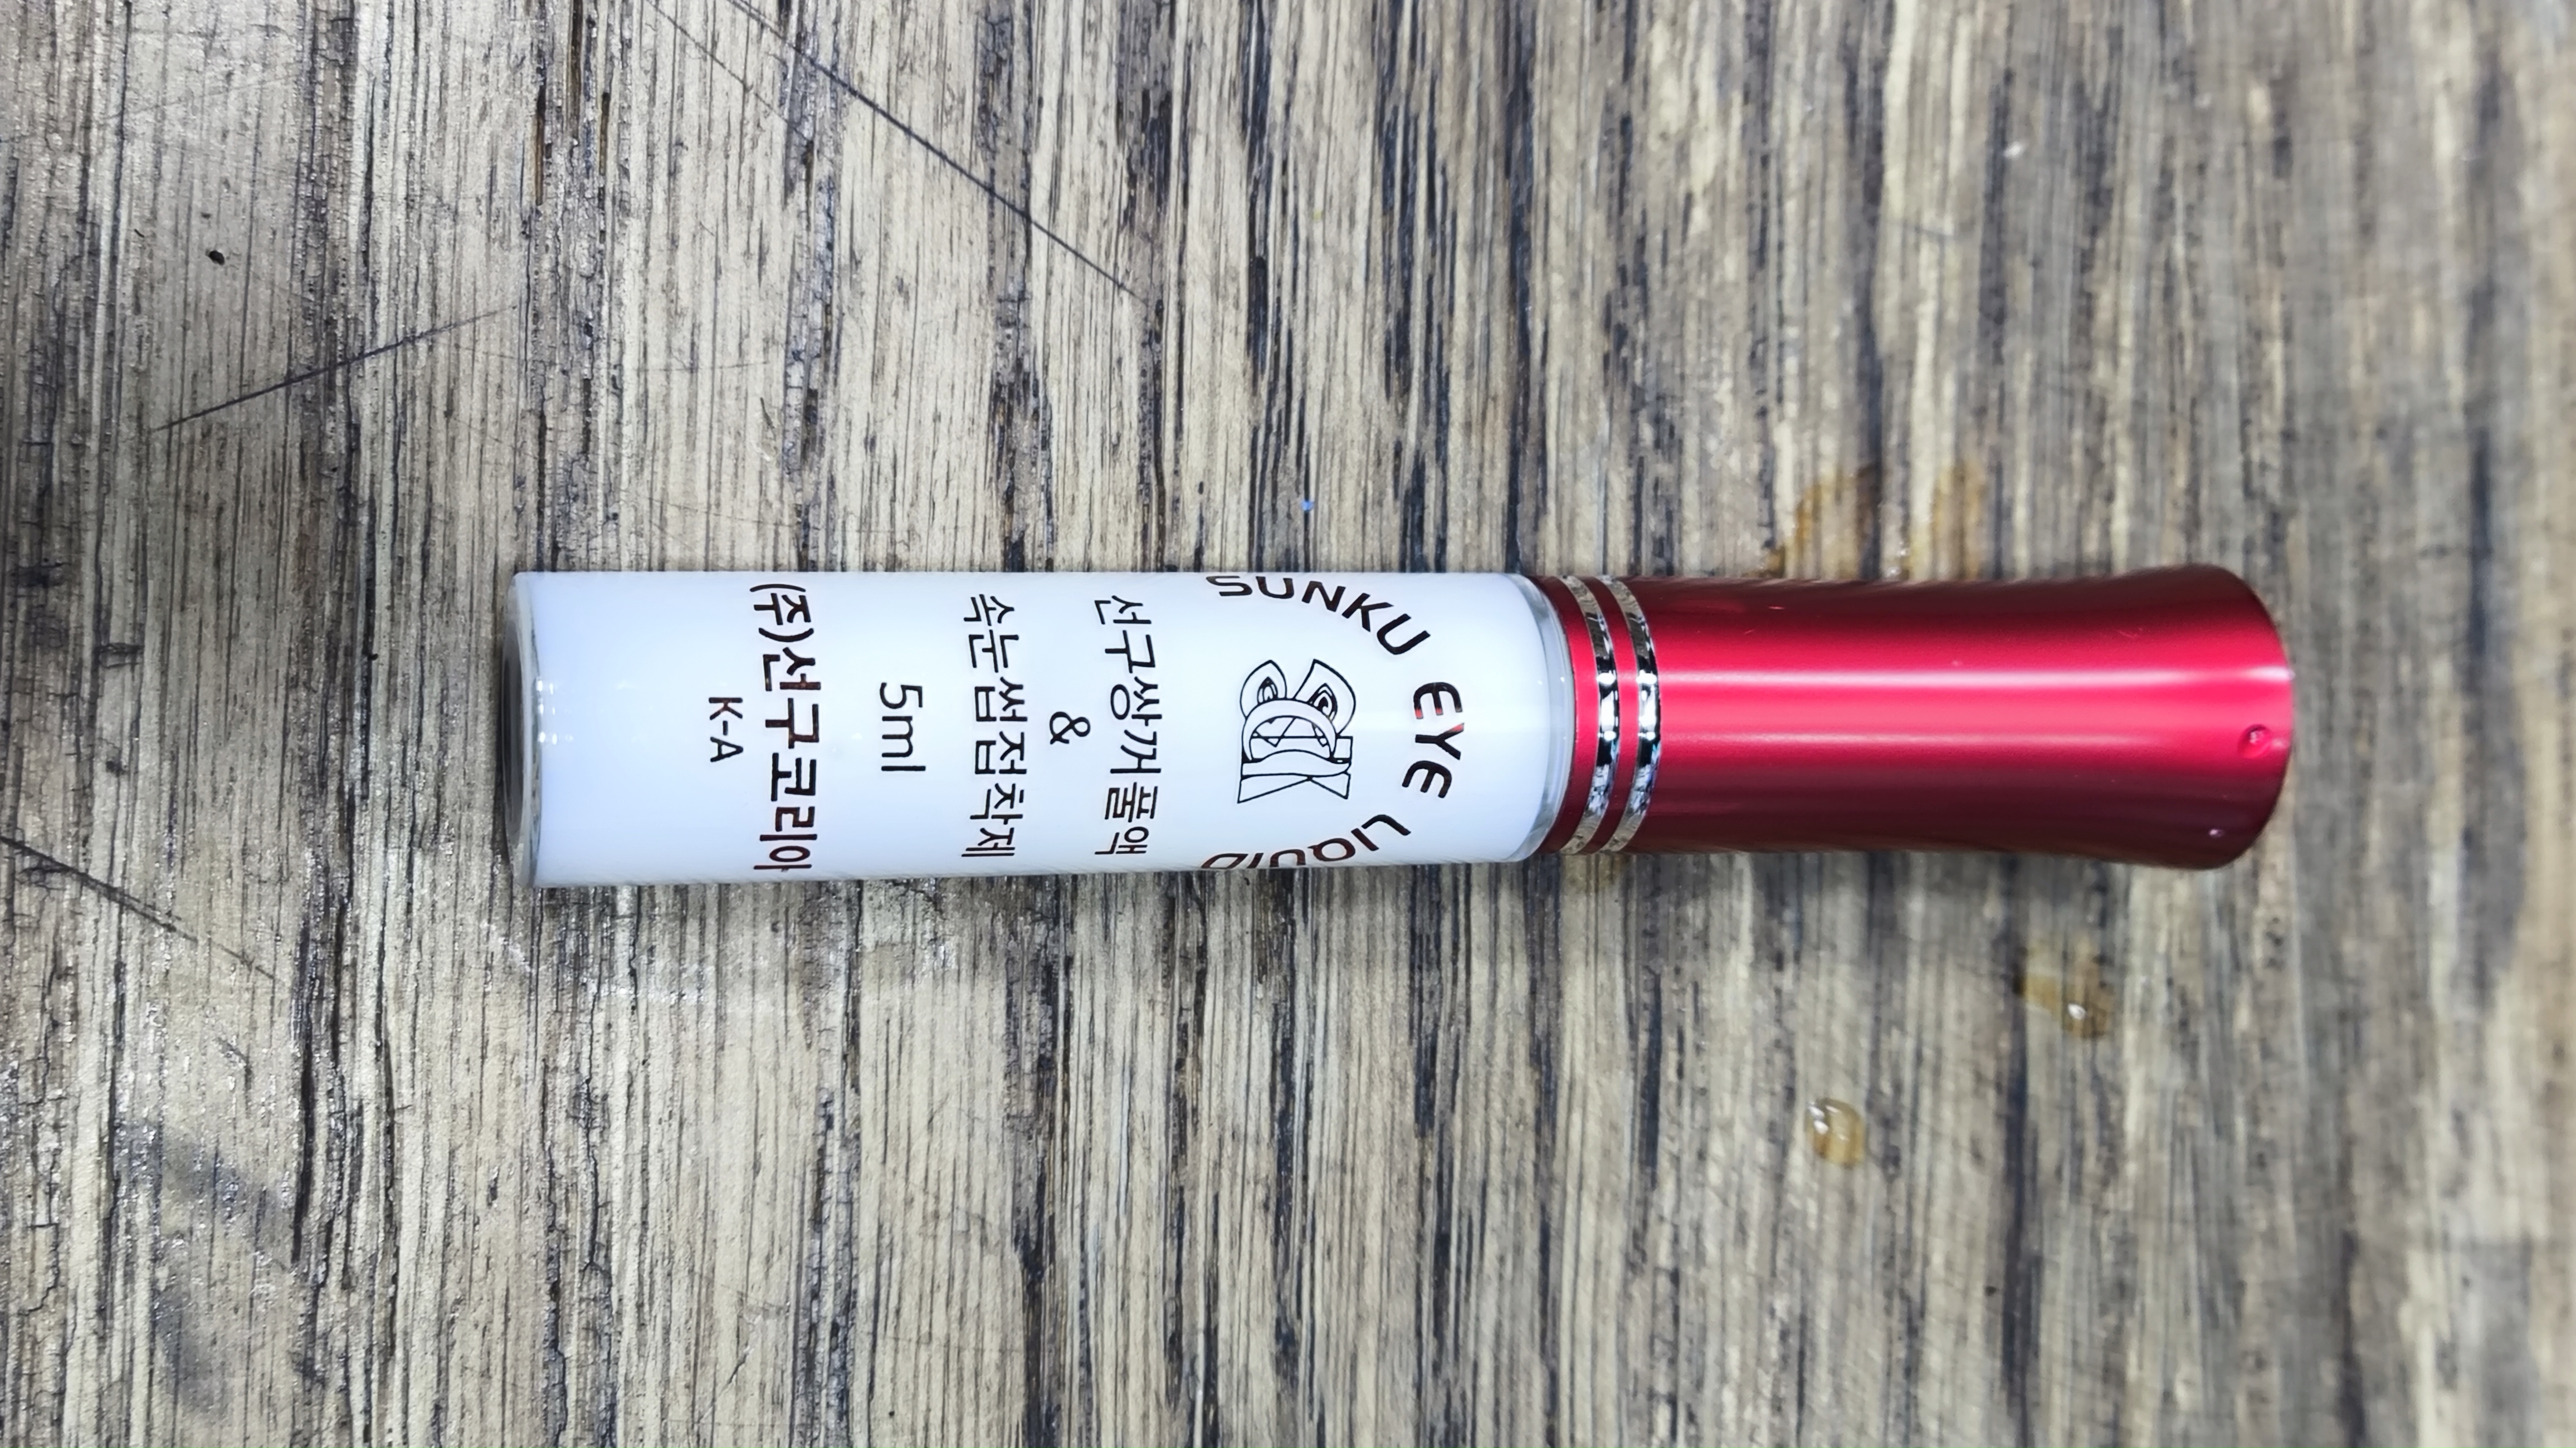 SUNKU EYE LIQUID
선구쌍꺼풀액
&
속눈썹접착제
5ml
(주)선구코리아
K-A